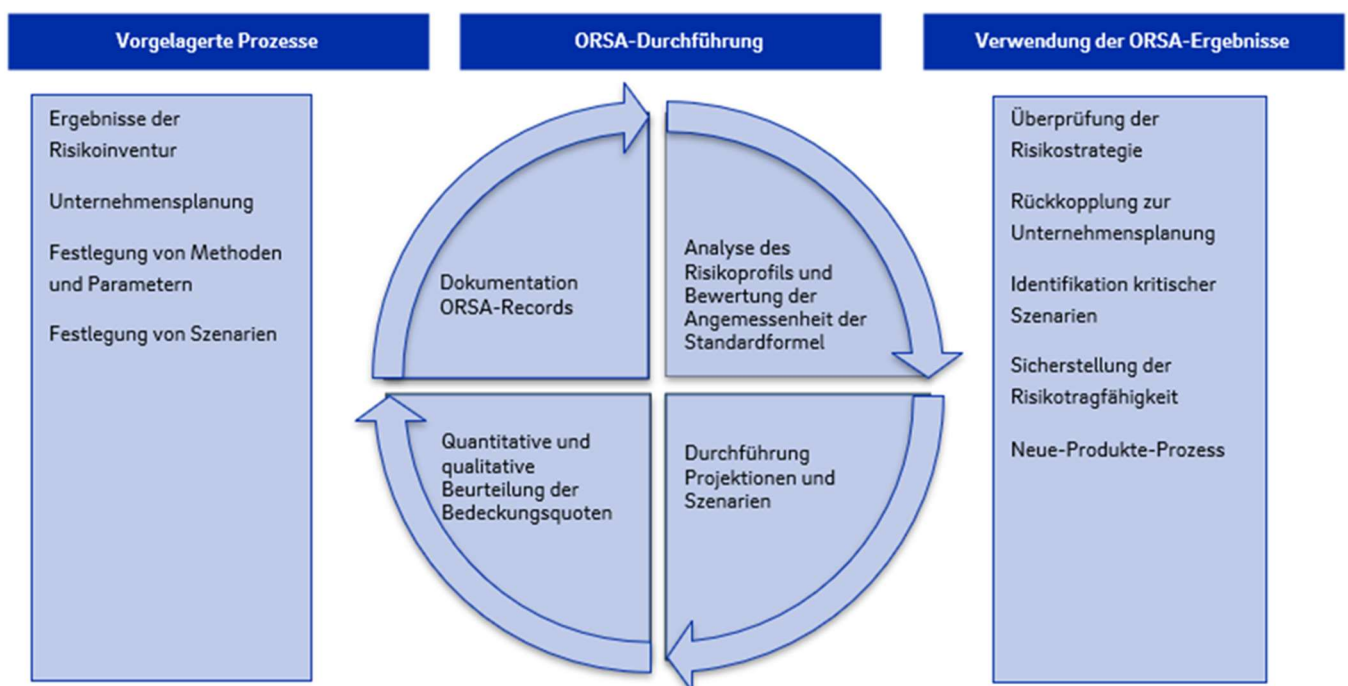 Vorgelagerte Prozesse
ORSA-Durchführung
Verwendung der ORSA-Ergebnisse
Ergebnisse der
Risikoinventur
Unternehmensplanung
Festlegung von Methoden
und Parametern
Festlegung von Szenarien
Dokumentation
ORSA-Records
Analyse des
Risikoprofils und
Bewertung der
Angemessenheit der
Standardformel
Quantitative und
qualitative
Beurteilung der
Bedeckungsquoten
Durchführung
Projektionen und
Szenarien
Überprüfung der
Risikostrategie
Rückkopplung zur
Unternehmensplanung
Identifikation kritischer
Szenarien
Sicherstellung der
Risikotragfähigkeit
Neue-Produkte-Prozess